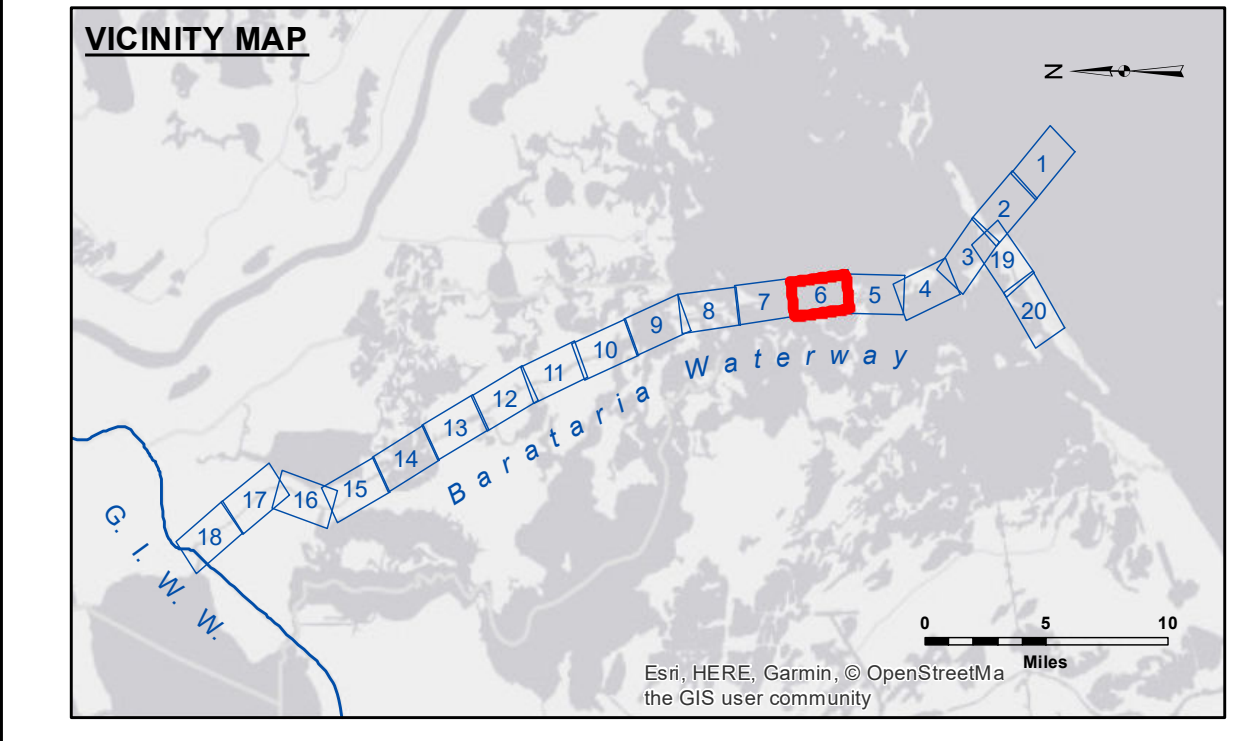 VICINITY MAP
N
1
2
3
19
20
4
5
6
7
8
9
10
11
12
13
14
15
16
17
18
Barataria Waterway
G. I. W. W.
0 5 10
Miles
Esri, HERE, Garmin, © OpenStreetMa
the GIS user community